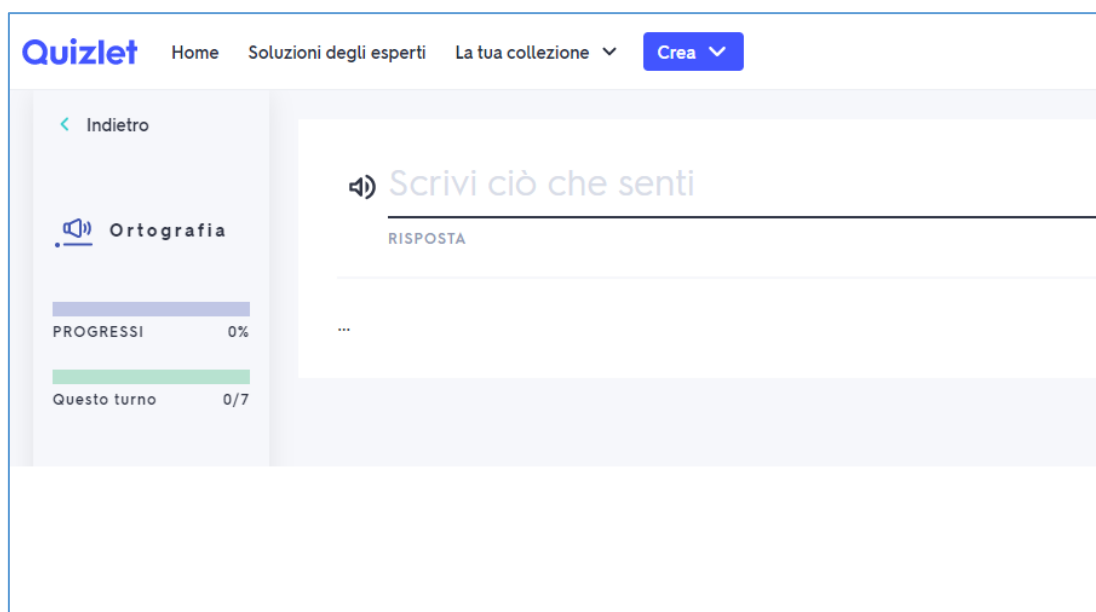 Quizlet Home Soluzioni degli esperti La tua collezione Crea
Indietro
Scrivi ciò che senti
Ortografia
RISPOSTA
PROGRESSI 0%
...
Questo turno 0/7